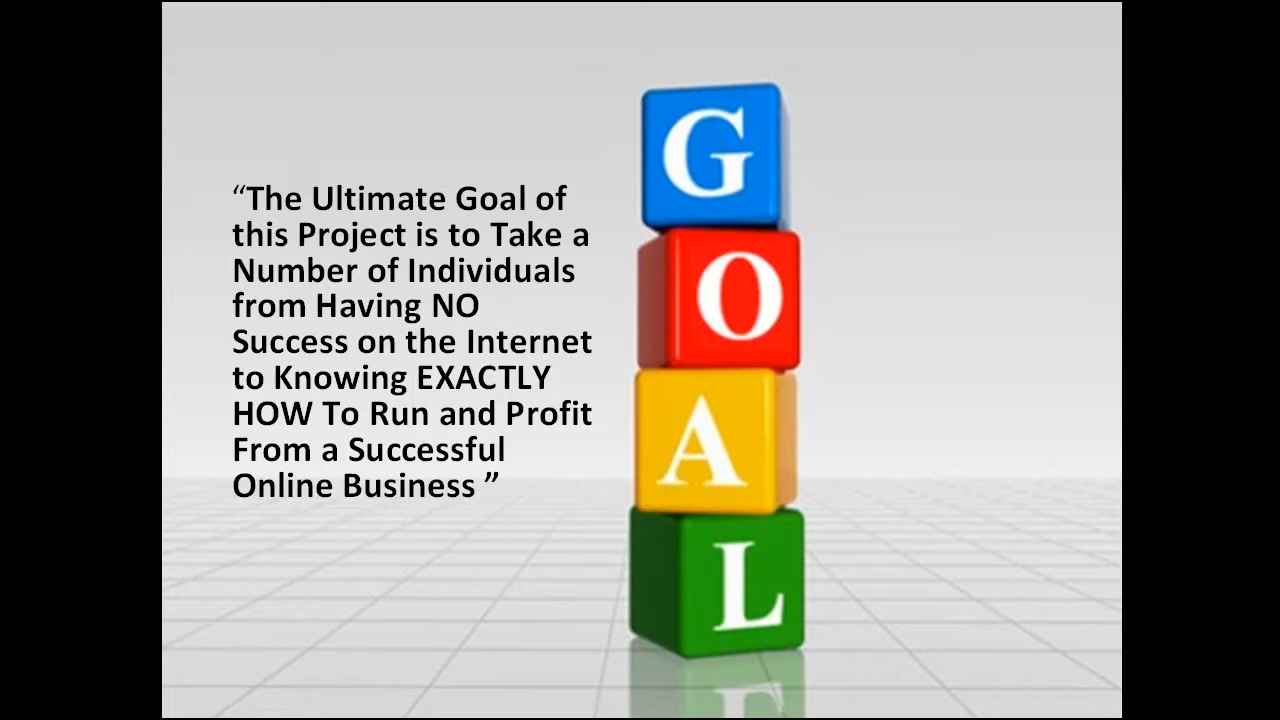 “The Ultimate Goal of
this Project is to Take a
Number of Individuals
from Having NO
Success on the Internet
to Knowing EXACTLY
HOW To Run and Profit
From a Successful
Online Business ”
G
O
A
L